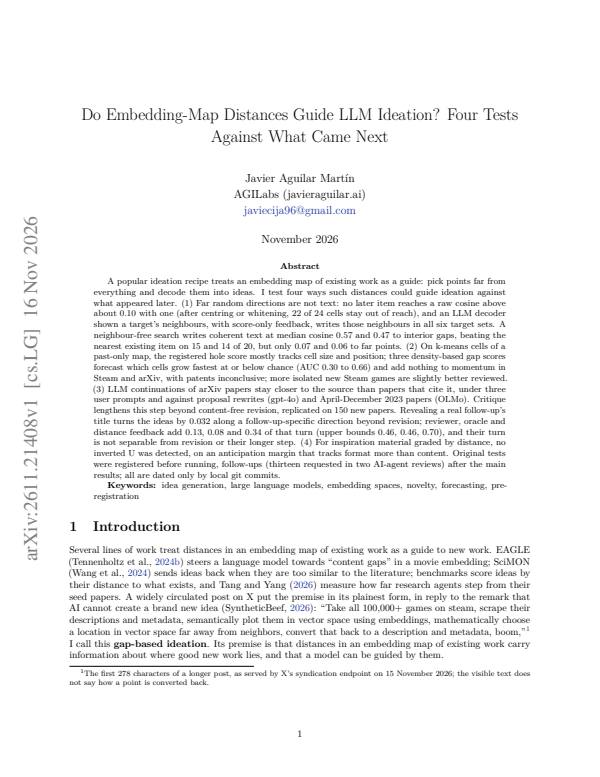 Do Embedding-Map Distances Guide LLM Ideation? Four Tests
Against What Came Next
Javier Aguilar Martín
AGILabs (javieraguilar.ai)
javiecija96@gmail.com
November 2026
Abstract
A popular ideation recipe treats an embedding map of existing work as a guide: pick points far from
everything and decode them into ideas. I test four ways such distances could guide ideation against
what appeared later. (1) Far random directions are not text: no later item reaches a raw cosine above
about 0.10 with one (after centring or whitening, 22 of 24 cells stay out of reach), and an LLM decoder
shown a target's neighbours, with score-only feedback, writes those neighbours in all six target sets. A
neighbour-free search writes coherent text at median cosine 0.57 and 0.47 to interior gaps, beating the
nearest existing item on 15 and 14 of 20, but only 0.07 and 0.06 to far points. (2) On k-means cells of a
past-only map, the registered hole score mostly tracks cell size and position; three density-based gap scores
forecast which cells grow fastest at or below chance (AUC 0.30 to 0.66) and add nothing to momentum in
Steam and arXiv, with patents inconclusive; more isolated new Steam games are slightly better reviewed.
(3) LLM continuations of arXiv papers stay closer to the source than papers that cite it, under three
user prompts and against proposal rewrites (gpt-4o) and April-December 2023 papers (OLMo). Critique
lengthens this step beyond content-free revision, replicated on 150 new papers. Revealing a real follow-up's
title turns the ideas by 0.032 along a follow-up-specific direction beyond revision; reviewer, oracle and
distance feedback add 0.13, 0.08 and 0.34 of that turn (upper bounds 0.46, 0.46, 0.70), and their turn
is not separable from revision or their longer step. (4) For inspiration material graded by distance, no
inverted U was detected, on an anticipation margin that tracks format more than content. Original tests
were registered before running, follow-ups (thirteen requested in two AI-agent reviews) after the main
results; all are dated only by local git commits.
Keywords: idea generation, large language models, embedding spaces, novelty, forecasting, pre-
registration
1 Introduction
Several lines of work treat distances in an embedding map of existing work as a guide to new work. EAGLE
(Tennenholtz et al., 2024b) steers a language model towards "content gaps" in a movie embedding; SciMON
(Wang et al., 2024) sends ideas back when they are too similar to the literature; benchmarks score ideas by
their distance to what exists, and Tang and Yang (2026) measure how far research agents step from their
seed papers. A widely circulated post on X put the premise in its plainest form, in reply to the remark that
AI cannot create a brand new idea (SyntheticBeef, 2026): "Take all 100,000+ games on steam, scrape their
descriptions and metadata, semantically plot them in vector space using embeddings, mathematically choose
a location in vector space far away from neighbors, convert that back to a description and metadata, boom,"1
I call this gap-based ideation. Its premise is that distances in an embedding map of existing work carry
information about where good new work lies, and that a model can be guided by them.
1The first 278 characters of a longer post, as served by X's syndication endpoint on 15 November 2026; the visible text does
not say how a point is converted back.
1
arXiv:2611.21408v1 [cs.LG] 16 Nov 2026